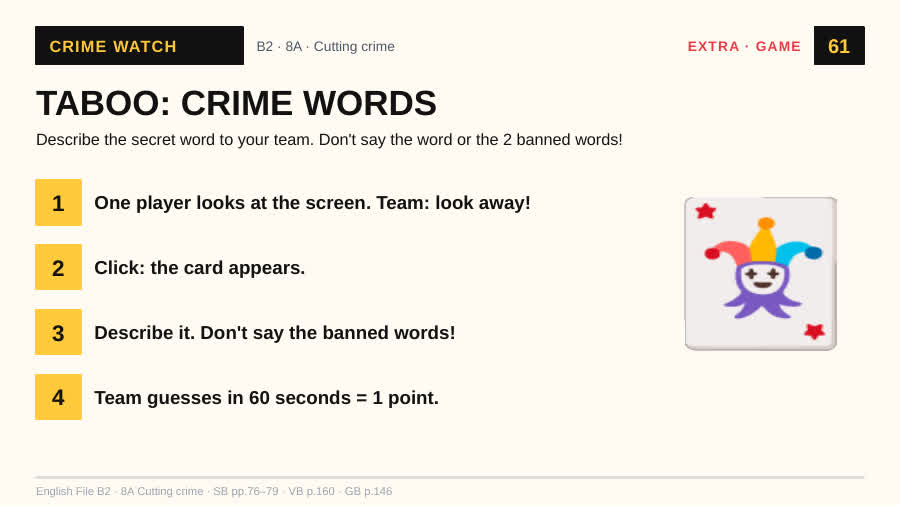 CRIME WATCH
B2 · 8A · Cutting crime
EXTRA · GAME
61
TABOO: CRIME WORDS
Describe the secret word to your team. Don't say the word or the 2 banned words!
1 One player looks at the screen. Team: look away!
2 Click: the card appears.
3 Describe it. Don't say the banned words!
4 Team guesses in 60 seconds = 1 point.
English File B2 · 8A Cutting crime · SB pp.76–79 · VB p.160 · GB p.146